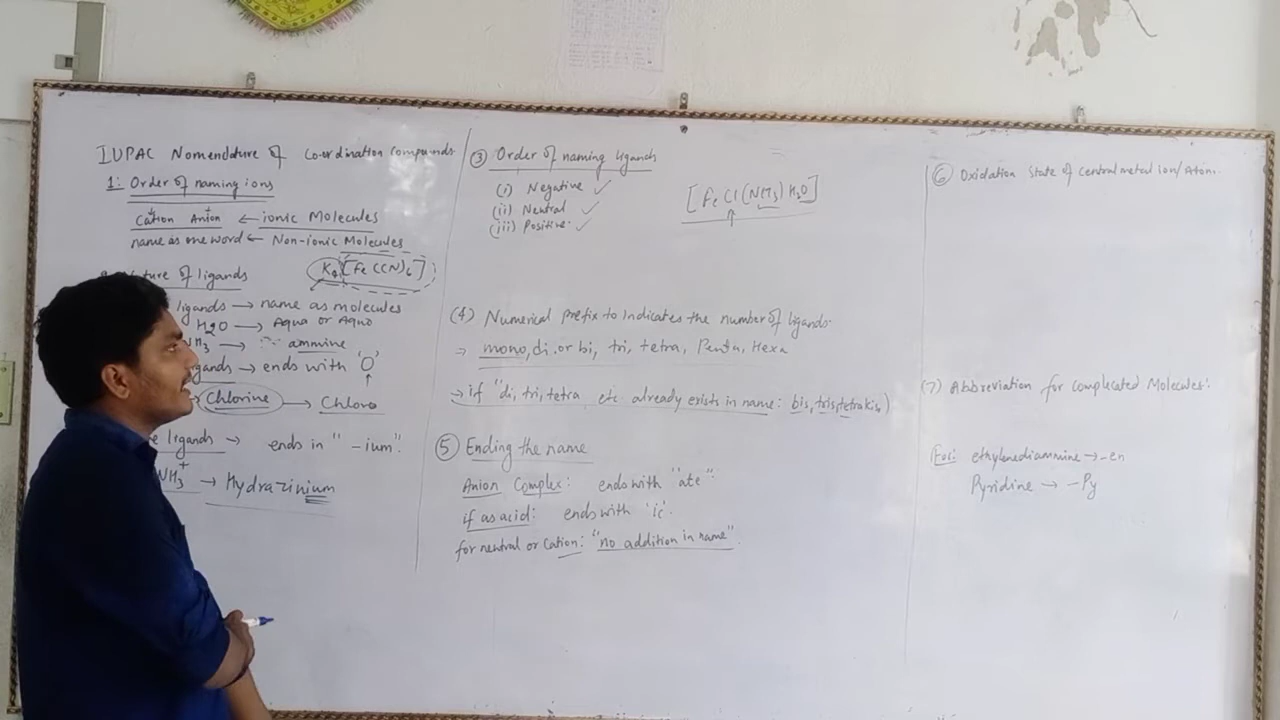 IUPAC Nomenclature of Co-ordination Compounds
1: Order of naming ions
Cation Anion ← ionic Molecules
name as one word ← Non-ionic Molecules
ture of ligands
K4[Fe(CN)6]
ligands → name as molecules
H2O → Aqua or Aquo
H3 → ammine
gands → ends with 'O'
→ Chlorine → Chloro
e ligands → ends in "-ium".
NH3+ → Hydrazinium
③ Order of naming ligands
(i) Negative ✓
(ii) Neutral ✓
(iii) Positive ✓
[Fe Cl(NH3)H2O]
(4) Numerical prefix to indicates the number of ligands.
→ mono, di or bi, tri, tetra, Penta, Hexa
→ if "di, tri, tetra etc already exists in name: bis, tris, tetrakis)
⑤ Ending the name
Anion Complex: ends with "ate".
if as acid: ends with 'ic'.
for neutral or Cation: "no addition in name".
⑥ Oxidation State of Central metal ion/Atom.
(7) Abbreviation for Complecated Molecules:
For: ethylenediammine → -en
Pyridine → -Py